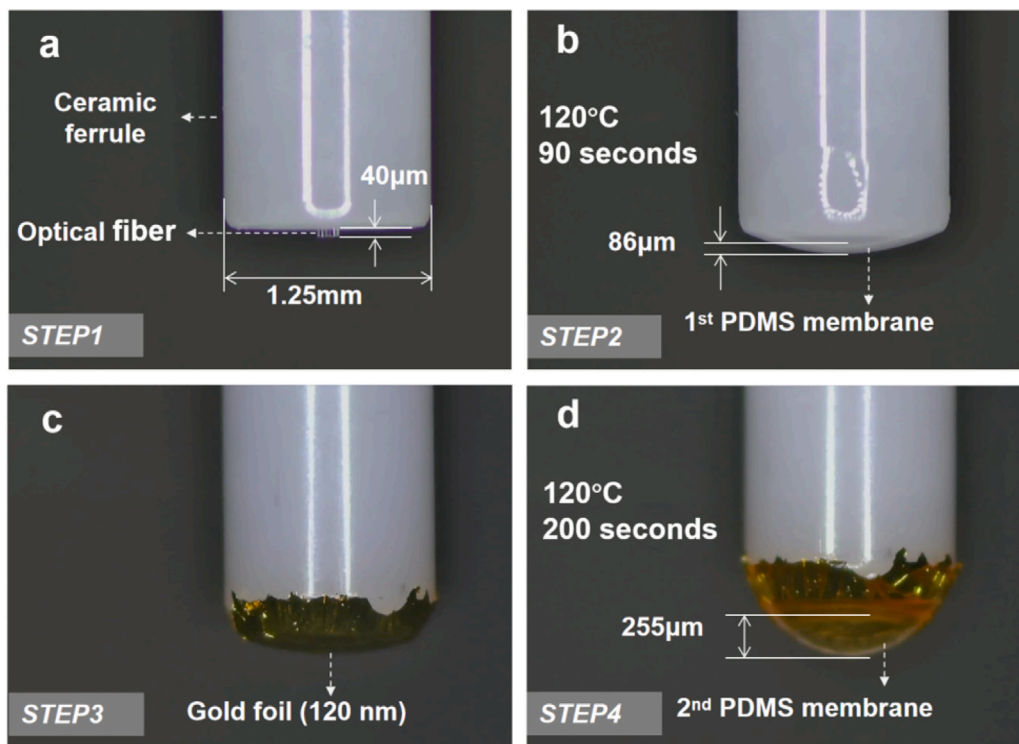 a
Ceramic
ferrule
40μm
Optical fiber
1.25mm
STEP1
b
120°C
90 seconds
86μm
1st PDMS membrane
STEP2
c
Gold foil (120 nm)
STEP3
d
120°C
200 seconds
255μm
2nd PDMS membrane
STEP4